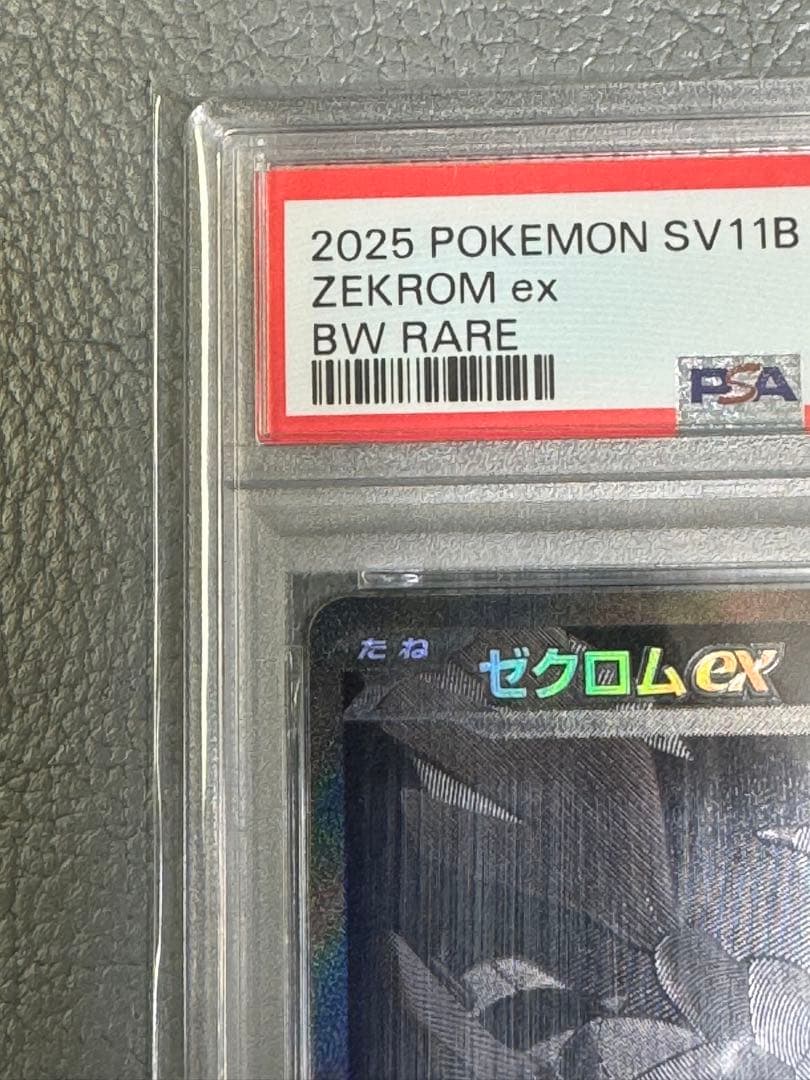 2025 POKEMON SV11B
ZEKROM ex
BW RARE
PSA
たね
ゼクロムex